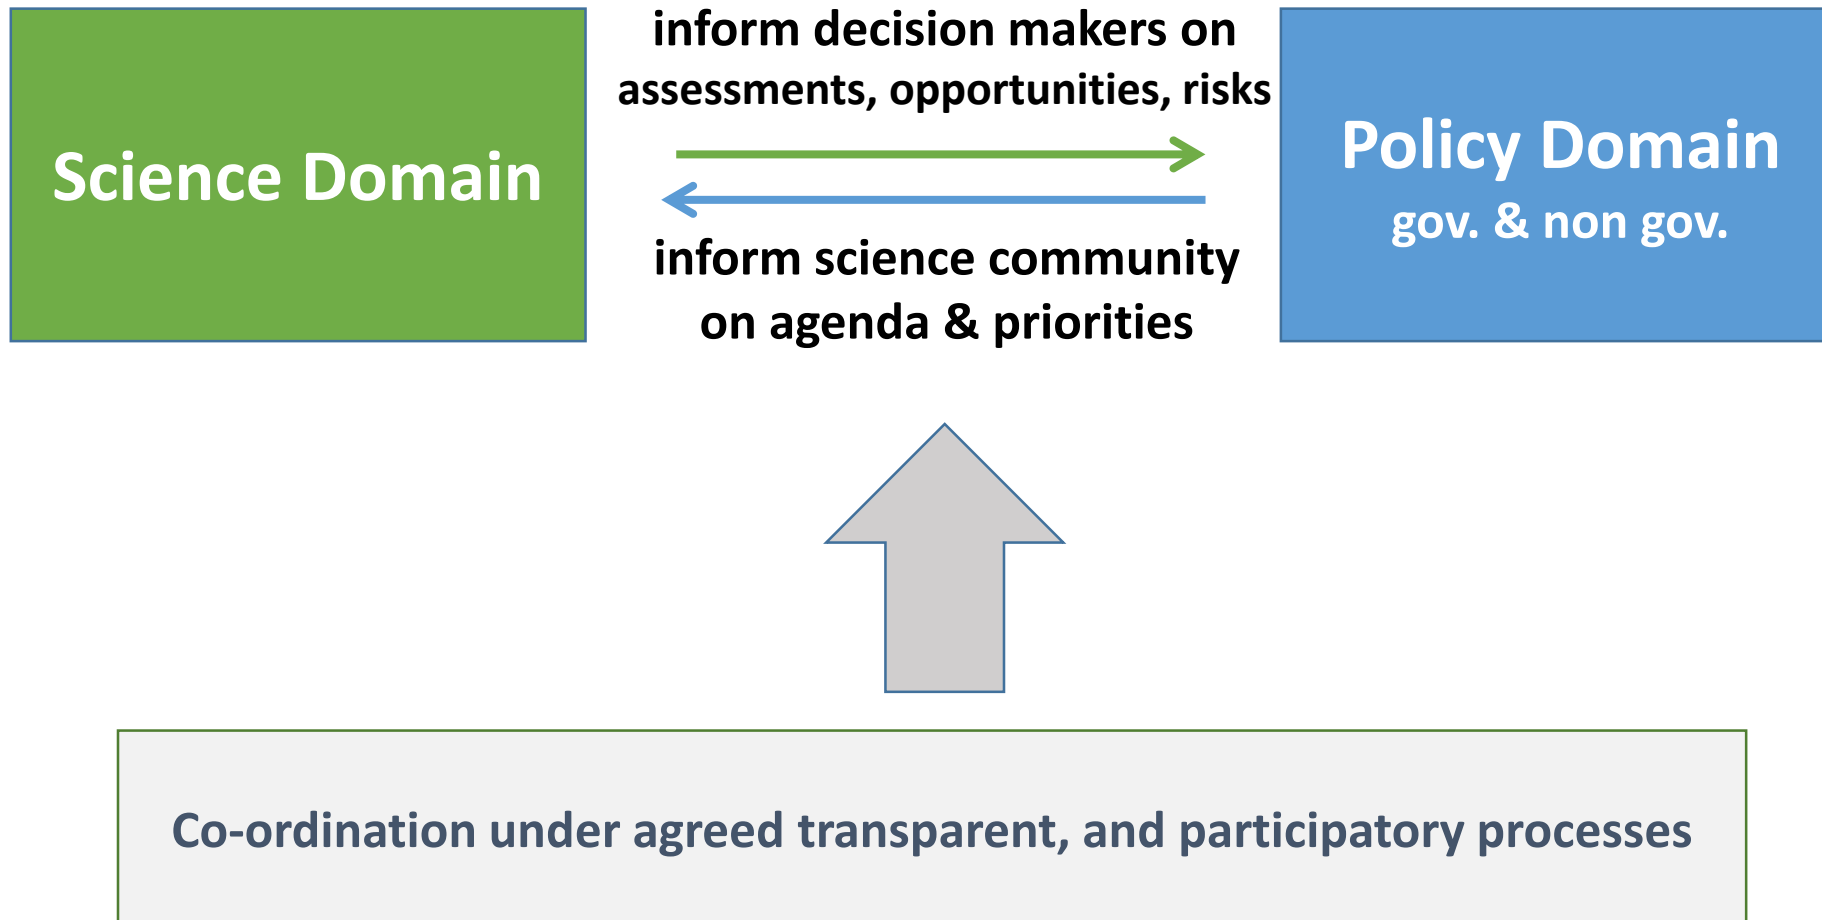 Science Domain
inform decision makers on
assessments, opportunities, risks
inform science community
on agenda & priorities
Policy Domain
gov. & non gov.
Co-ordination under agreed transparent, and participatory processes